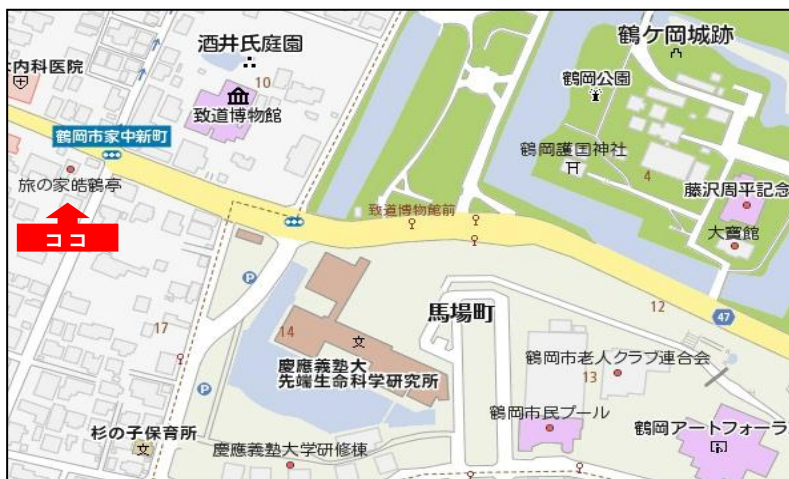 酒井氏庭園
鶴ケ岡城跡
内科医院
10
鶴岡公園
致道博物館
鶴岡市家中新町
鶴岡護国神社
4
旅の家皓鶴亭
藤沢周平記念
致道博物館前
ココ
大寶館
P
馬場町
12
47
17
14
慶應義塾大
先端生命科学研究所
鶴岡市老人クラブ連合会
13
P
鶴岡市民プール
杉の子保育所
文
慶應義塾大学研修棟
鶴岡アートフォーラ